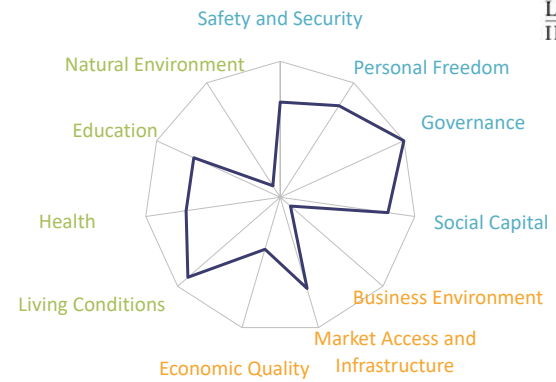 Safety and Security
Natural Environment
Personal Freedom
Education
Governance
Health
Social Capital
Living Conditions
Business Environment
Market Access and
Infrastructure
Economic Quality